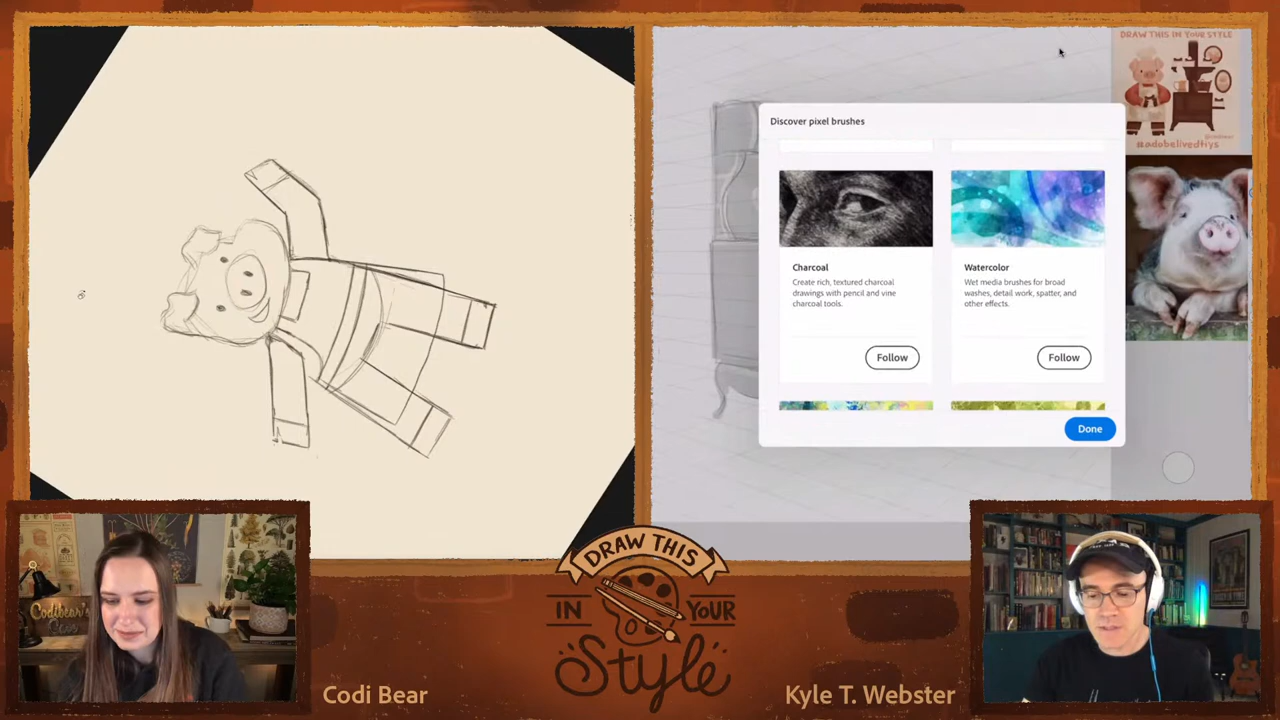 DRAW THIS IN YOUR STYLE
#adobelivedtiys
Discover pixel brushes
Charcoal
Create rich, textured charcoal
drawings with pencil and vine
charcoal tools.
Follow
Watercolor
Wet media brushes for broad
washes, detail work, spatter, and
other effects.
Follow
Done
Codibear's
DRAW THIS
IN YOUR
Style
Codi Bear
Kyle T. Webster